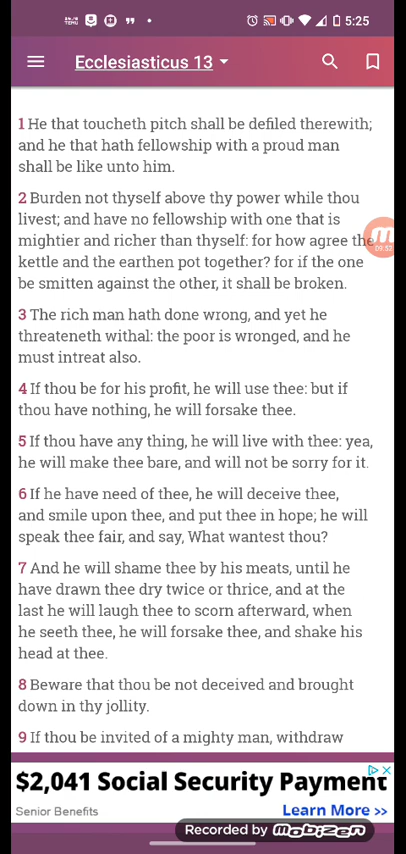 5:25
Ecclesiasticus 13
1 He that toucheth pitch shall be defiled therewith;
and he that hath fellowship with a proud man
shall be like unto him.
2 Burden not thyself above thy power while thou
livest; and have no fellowship with one that is
mightier and richer than thyself: for how agree the
kettle and the earthen pot together? for if the one
be smitten against the other, it shall be broken.
3 The rich man hath done wrong, and yet he
threateneth withal: the poor is wronged, and he
must intreat also.
4 If thou be for his profit, he will use thee: but if
thou have nothing, he will forsake thee.
5 If thou have any thing, he will live with thee: yea,
he will make thee bare, and will not be sorry for it.
6 If he have need of thee, he will deceive thee,
and smile upon thee, and put thee in hope; he will
speak thee fair, and say, What wantest thou?
7 And he will shame thee by his meats, until he
have drawn thee dry twice or thrice, and at the
last he will laugh thee to scorn afterward, when
he seeth thee, he will forsake thee, and shake his
head at thee.
8 Beware that thou be not deceived and brought
down in thy jollity.
9 If thou be invited of a mighty man, withdraw
$2,041 Social Security Payment
Senior Benefits
Learn More >>
Recorded by mobizen